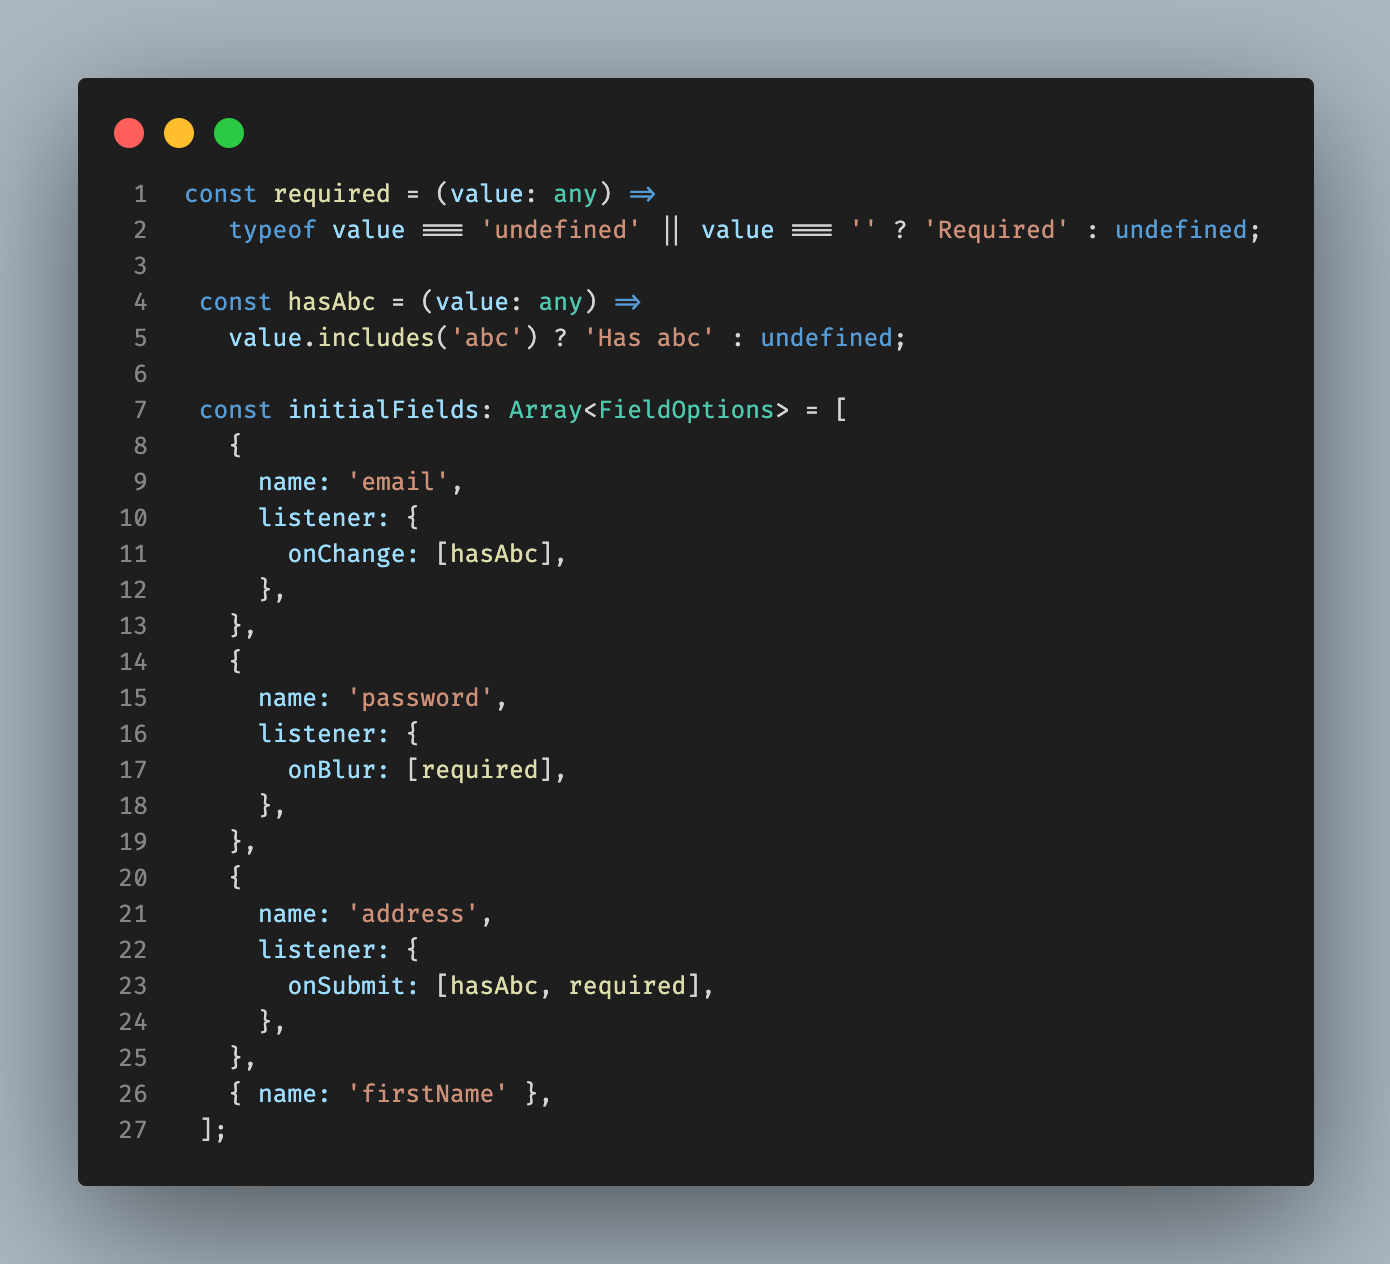 1 const required = (value: any) =>
2 typeof value === 'undefined' || value === '' ? 'Required' : undefined;
3
4 const hasAbc = (value: any) =>
5 value.includes('abc') ? 'Has abc' : undefined;
6
7 const initialFields: Array<FieldOptions> = [
8 {
9 name: 'email',
10 listener: {
11 onChange: [hasAbc],
12 },
13 },
14 {
15 name: 'password',
16 listener: {
17 onBlur: [required],
18 },
19 },
20 {
21 name: 'address',
22 listener: {
23 onSubmit: [hasAbc, required],
24 },
25 },
26 { name: 'firstName' },
27 ];